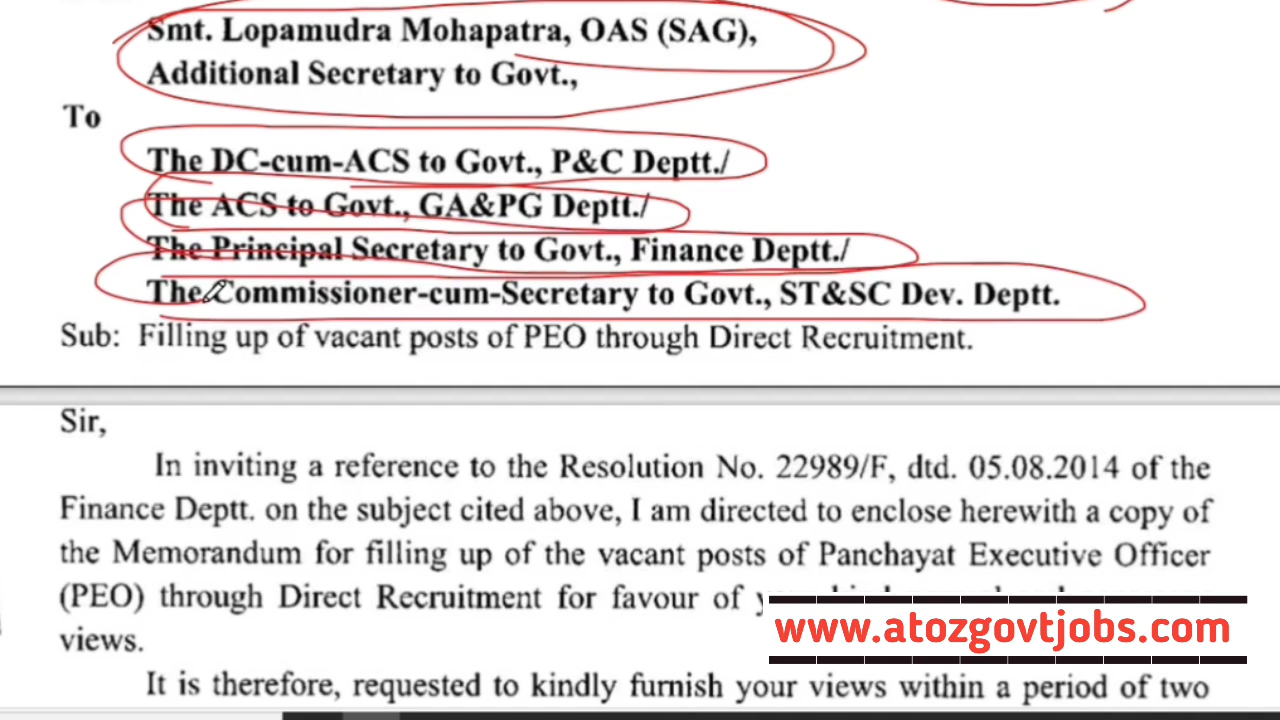 Smt. Lopamudra Mohapatra, OAS (SAG),
Additional Secretary to Govt.,
To
The DC-cum-ACS to Govt., P&C Deptt./
The ACS to Govt., GA&PG Deptt./
The Principal Secretary to Govt., Finance Deptt./
The Commissioner-cum-Secretary to Govt., ST&SC Dev. Deptt.
Sub: Filling up of vacant posts of PEO through Direct Recruitment.
Sir,
In inviting a reference to the Resolution No. 22989/F, dtd. 05.08.2014 of the
Finance Deptt. on the subject cited above, I am directed to enclose herewith a copy of
the Memorandum for filling up of the vacant posts of Panchayat Executive Officer
(PEO) through Direct Recruitment for favour of
views.
www.atozgovtjobs.com
It is therefore, requested to kindly furnish your views within a period of two